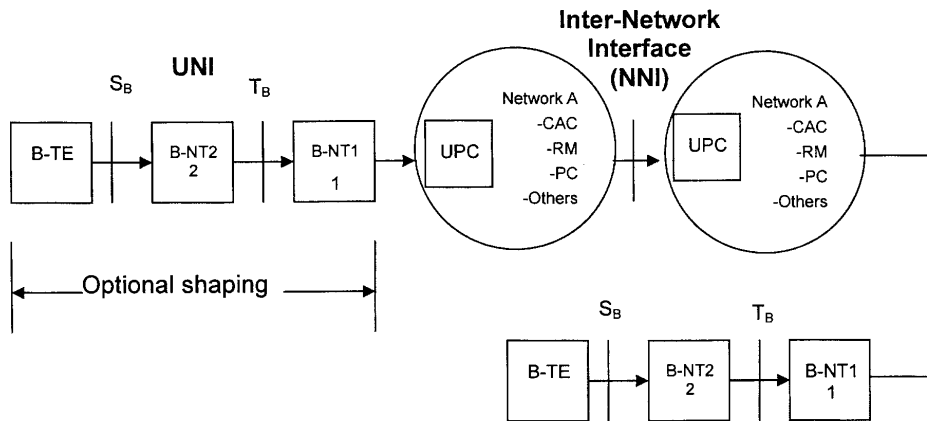 Inter-Network
Interface
(NNI)
UNI
S_B
T_B
B-TE
B-NT2
2
B-NT1
1
UPC
Network A
-CAC
-RM
-PC
-Others
UPC
Network A
-CAC
-RM
-PC
-Others
Optional shaping
S_B
T_B
B-TE
B-NT2
2
B-NT1
1